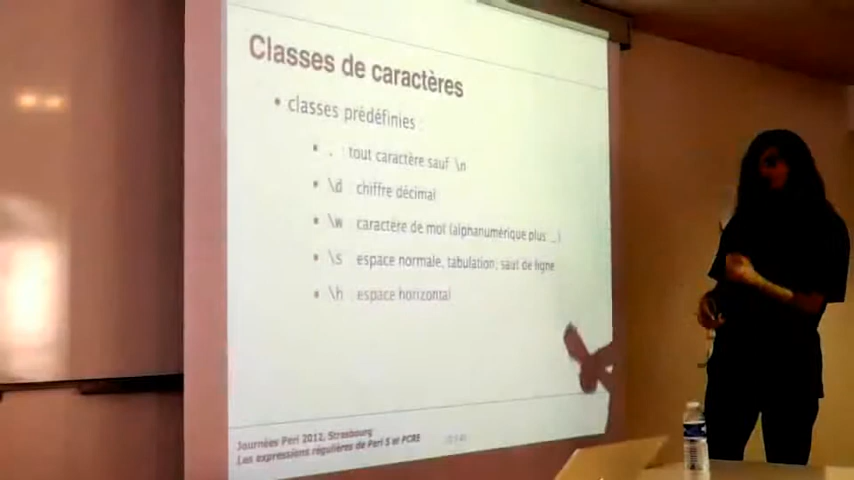 Classes de caractères
• classes prédéfinies :
• . : tout caractère sauf \n
• \d : chiffre décimal
• \w : caractère de mot (alphanumérique plus _)
• \s : espace normale, tabulation, saut de ligne
• \h : espace horizontal
Journées Perl 2012, Strasbourg
Les expressions régulières de Perl 5 et PCRE